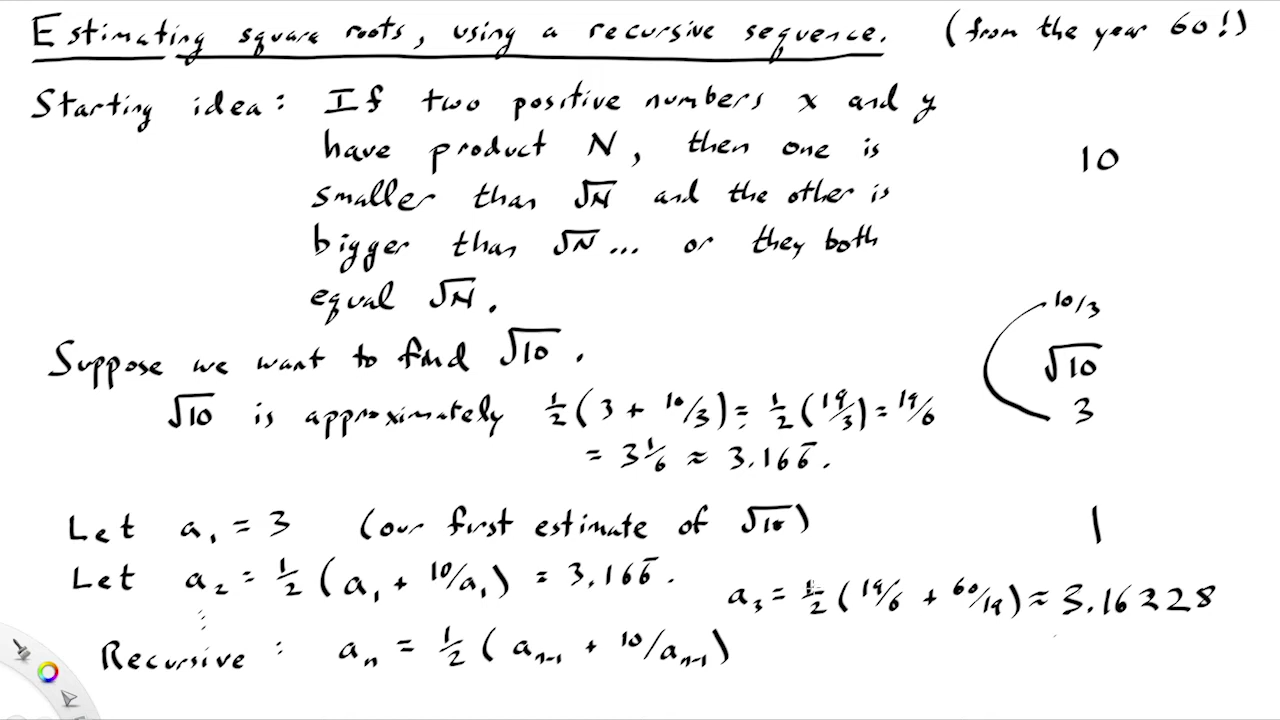 Estimating square roots, using a recursive sequence. (from the year 60!)
Starting idea: If two positive numbers x and y
have product N, then one is
smaller than √N and the other is
bigger than √N... or they both
equal √N.
10
10/3
√10
3
Suppose we want to find √10.
√10 is approximately ½(3 + 10/3) = ½(19/3) = 19/6
= 3⅙ ≈ 3.166̅.
Let a₁ = 3 (our first estimate of √10)
1
Let a₂ = ½(a₁ + 10/a₁) = 3.166̅.
a₃ = ½(19/6 + 60/19) ≈ 3.16228
⋮
Recursive: aₙ = ½(aₙ₋₁ + 10/aₙ₋₁)